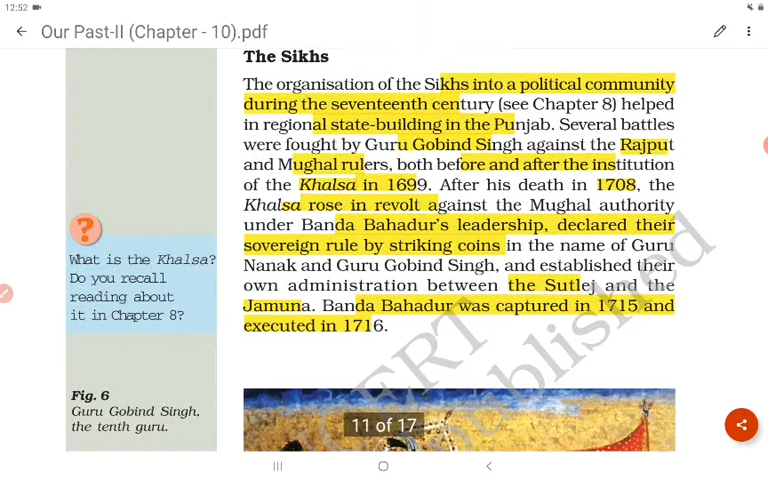 12:52
Our Past-II (Chapter - 10).pdf
The Sikhs
The organisation of the Sikhs into a political community
during the seventeenth century (see Chapter 8) helped
in regional state-building in the Punjab. Several battles
were fought by Guru Gobind Singh against the Rajput
and Mughal rulers, both before and after the institution
of the Khalsa in 1699. After his death in 1708, the
Khalsa rose in revolt against the Mughal authority
under Banda Bahadur's leadership, declared their
sovereign rule by striking coins in the name of Guru
Nanak and Guru Gobind Singh, and established their
own administration between the Sutlej and the
Jamuna. Banda Bahadur was captured in 1715 and
executed in 1716.
?
What is the Khalsa?
Do you recall
reading about
it in Chapter 8?
Fig. 6
Guru Gobind Singh,
the tenth guru.
11 of 17